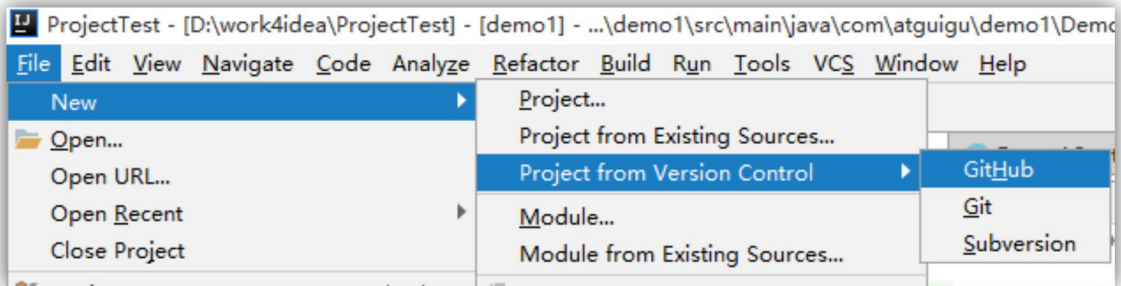 IJ ProjectTest - [D:\work4idea\ProjectTest] - [demo1] - ...\demo1\src\main\java\com\atguigu\demo1\Demo
File Edit View Navigate Code Analyze Refactor Build Run Tools VCS Window Help
New
Open...
Open URL...
Open Recent
Close Project
Project...
Project from Existing Sources...
Project from Version Control
Module...
Module from Existing Sources...
GitHub
Git
Subversion